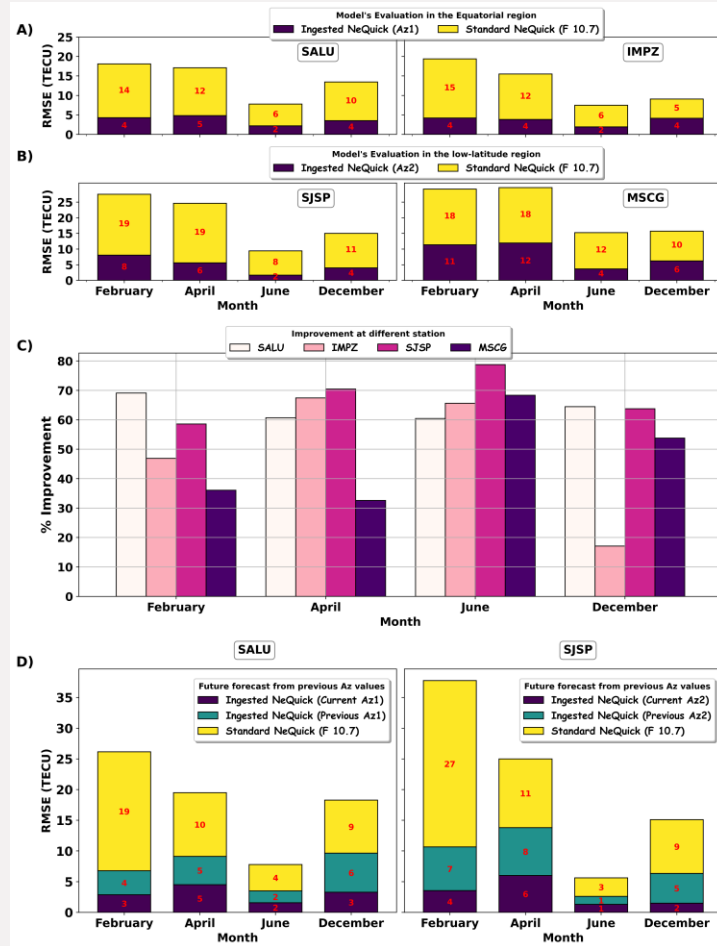 A)
Model's Evaluation in the Equatorial region
Ingested NeQuick (Az1) Standard NeQuick (F 10.7)
SALU IMPZ
RMSE (TECU)
25
20
15
10
5
0
14 12 6 10
4 5 2 4
15 12 6 5
4 4 2 4
B)
Model's Evaluation in the low-latitude region
Ingested NeQuick (Az2) Standard NeQuick (F 10.7)
SJSP MSCG
RMSE (TECU)
25
20
15
10
5
0
19 19 8 11
8 6 2 4
18 18 12 10
11 12 4 6
February April June December February April June December
Month Month
C)
Improvement at different station
SALU IMPZ SJSP MSCG
% Improvement
80
70
60
50
40
30
20
10
0
February April June December
Month
D)
SALU SJSP
RMSE (TECU)
35
30
25
20
15
10
5
0
Future forecast from previous Az values
Ingested NeQuick (Current Az1)
Ingested NeQuick (Previous Az1)
Standard NeQuick (F 10.7)
19 10 4 9
4 5 2 6
3 5 2 3
Future forecast from previous Az values
Ingested NeQuick (Current Az2)
Ingested NeQuick (Previous Az2)
Standard NeQuick (F 10.7)
27 11 3 9
7 8 1 5
4 6 1 2
February April June December February April June December
Month Month